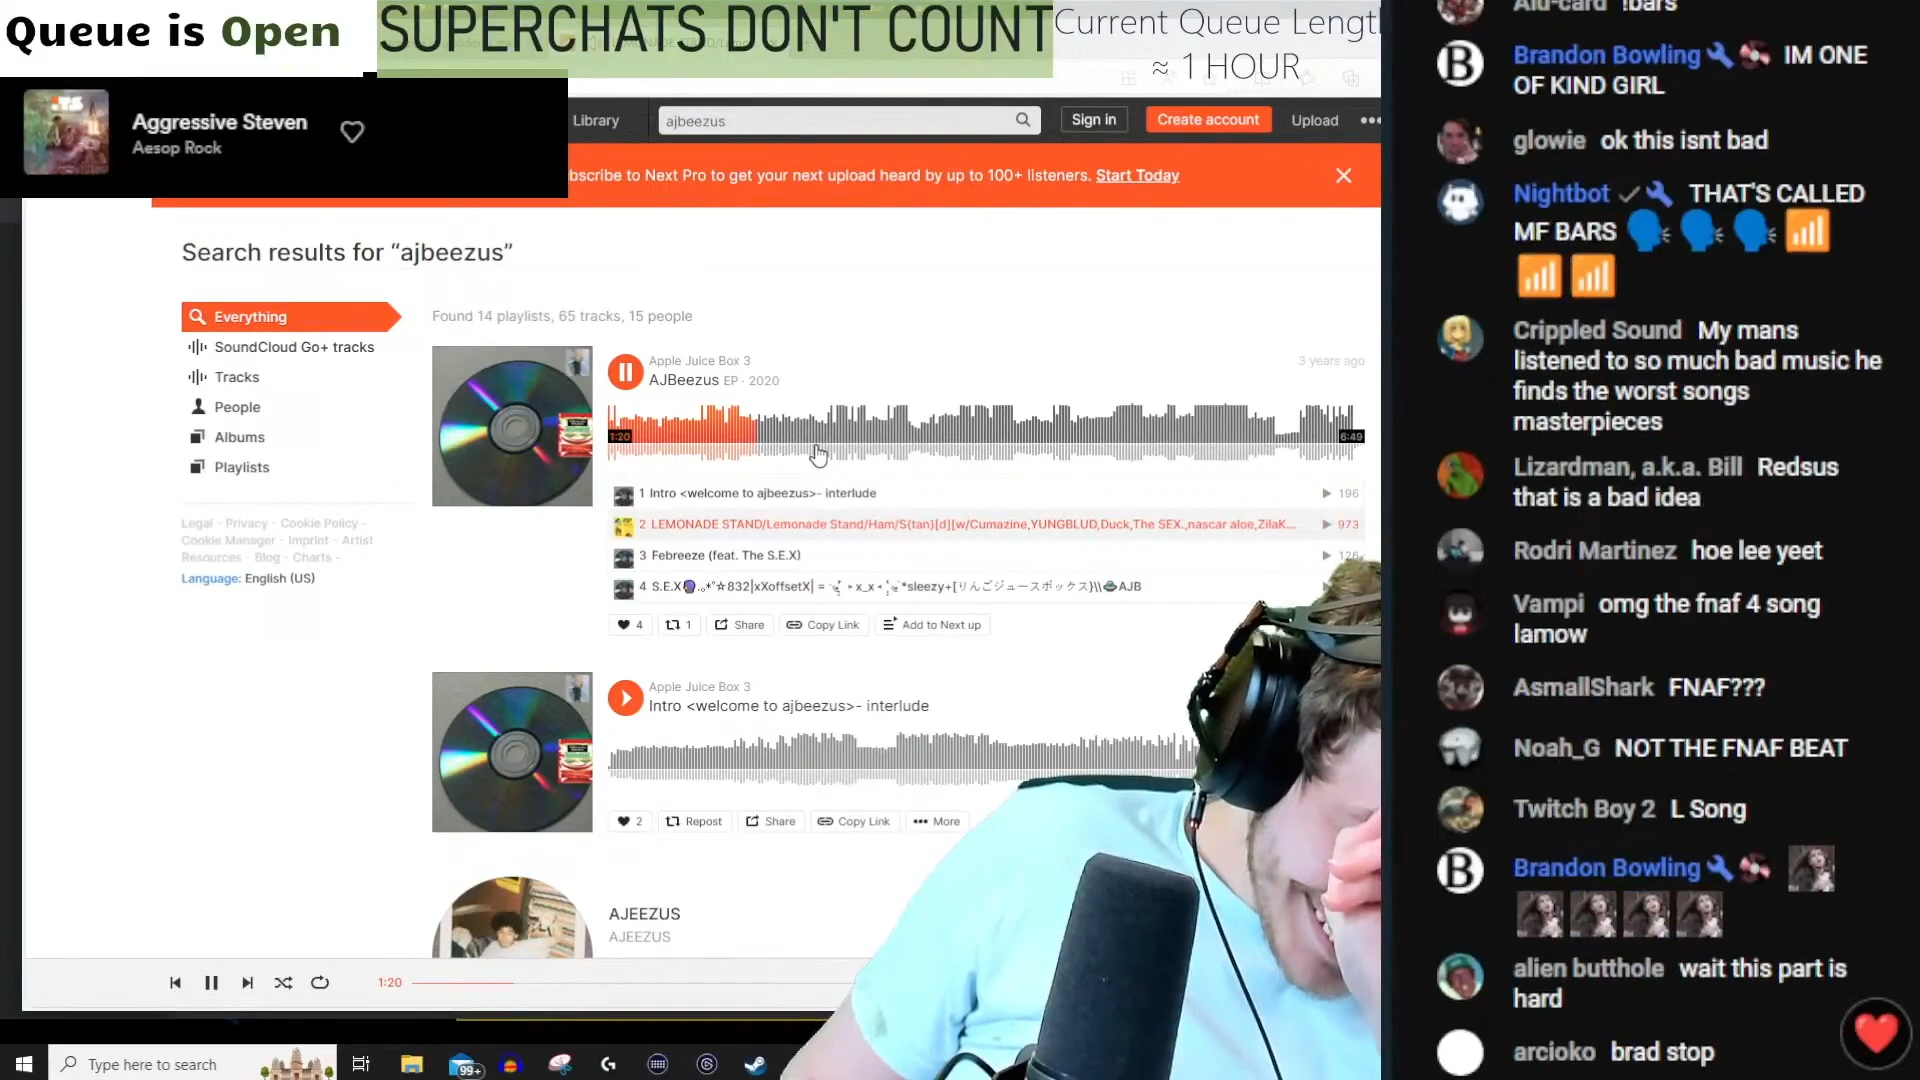 Queue is Open
SUPERCHATS DON'T COUNT
Current Queue Lengt
≈ 1 HOUR
Aggressive Steven
Aesop Rock
Library
ajbeezus
Sign in
Create account
Upload
bscribe to Next Pro to get your next upload heard by up to 100+ listeners. Start Today
Search results for “ajbeezus”
Everything
SoundCloud Go+ tracks
Tracks
People
Albums
Playlists
Legal - Privacy - Cookie Policy -
Cookie Manager - Imprint - Artist
Resources - Blog - Charts -
Language: English (US)
Found 14 playlists, 65 tracks, 15 people
Apple Juice Box 3
3 years ago
AJBeezus EP · 2020
1:20
6:49
1 Intro <welcome to ajbeezus>- interlude
196
2 LEMONADE STAND/Lemonade Stand/Ham/S(tan)[d][w/Cumazine,YUNGBLUD,Duck,The SEX.,nascar aloe,ZilaK...
973
3 Febreeze (feat. The S.E.X)
126
4 4
1 Share Copy Link Add to Next up
Apple Juice Box 3
Intro <welcome to ajbeezus>- interlude
2 Repost Share Copy Link More
AJEEZUS
AJEEZUS
1:20
Type here to search
99+
!bars
Brandon Bowling IM ONE
OF KIND GIRL
glowie ok this isnt bad
Nightbot THAT'S CALLED
MF BARS
Crippled Sound My mans
listened to so much bad music he
finds the worst songs
masterpieces
Lizardman, a.k.a. Bill Redsus
that is a bad idea
Rodri Martinez hoe lee yeet
Vampi omg the fnaf 4 song
lamow
AsmallShark FNAF???
Noah_G NOT THE FNAF BEAT
Twitch Boy 2 L Song
Brandon Bowling
alien butthole wait this part is
hard
arcioko brad stop